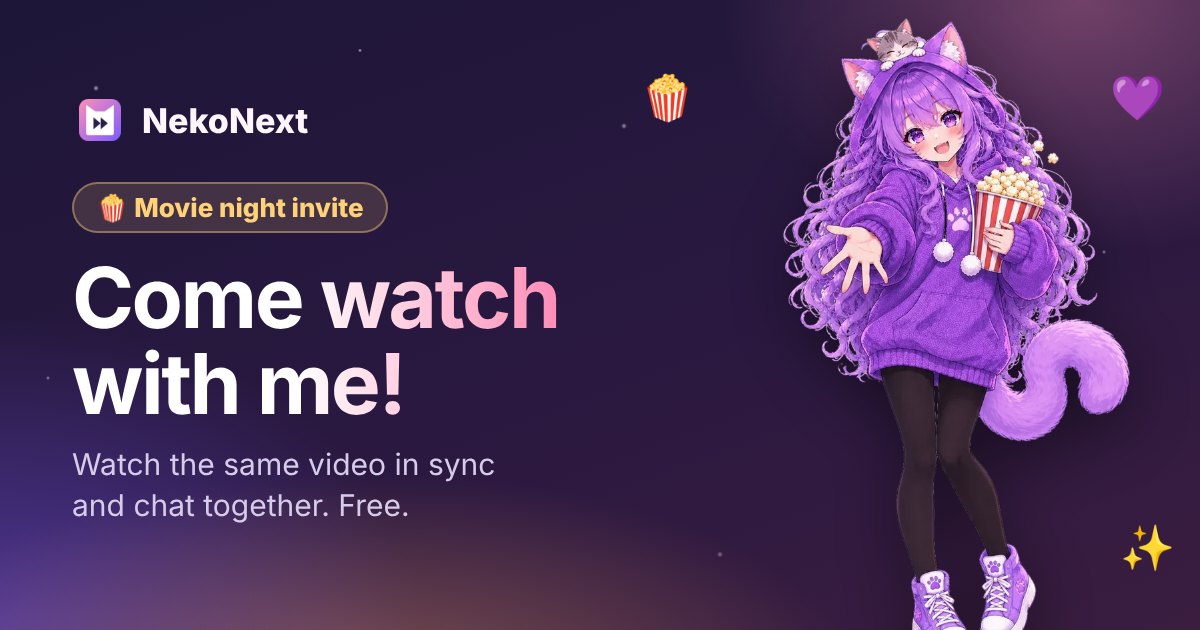 NekoNext
🍿 Movie night invite
Come watch
with me!
Watch the same video in sync
and chat together. Free.